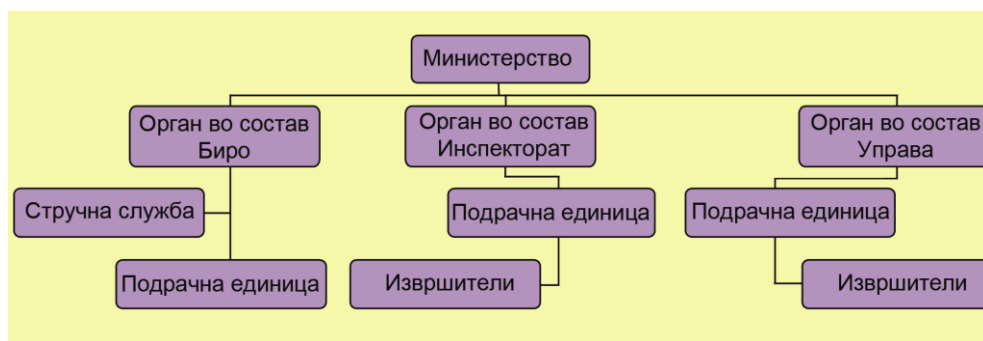 Министерство
Орган во состав
Биро
Орган во состав
Инспекторат
Орган во состав
Управа
Стручна служба
Подрачна единица
Подрачна единица
Подрачна единица
Извршители
Извршители